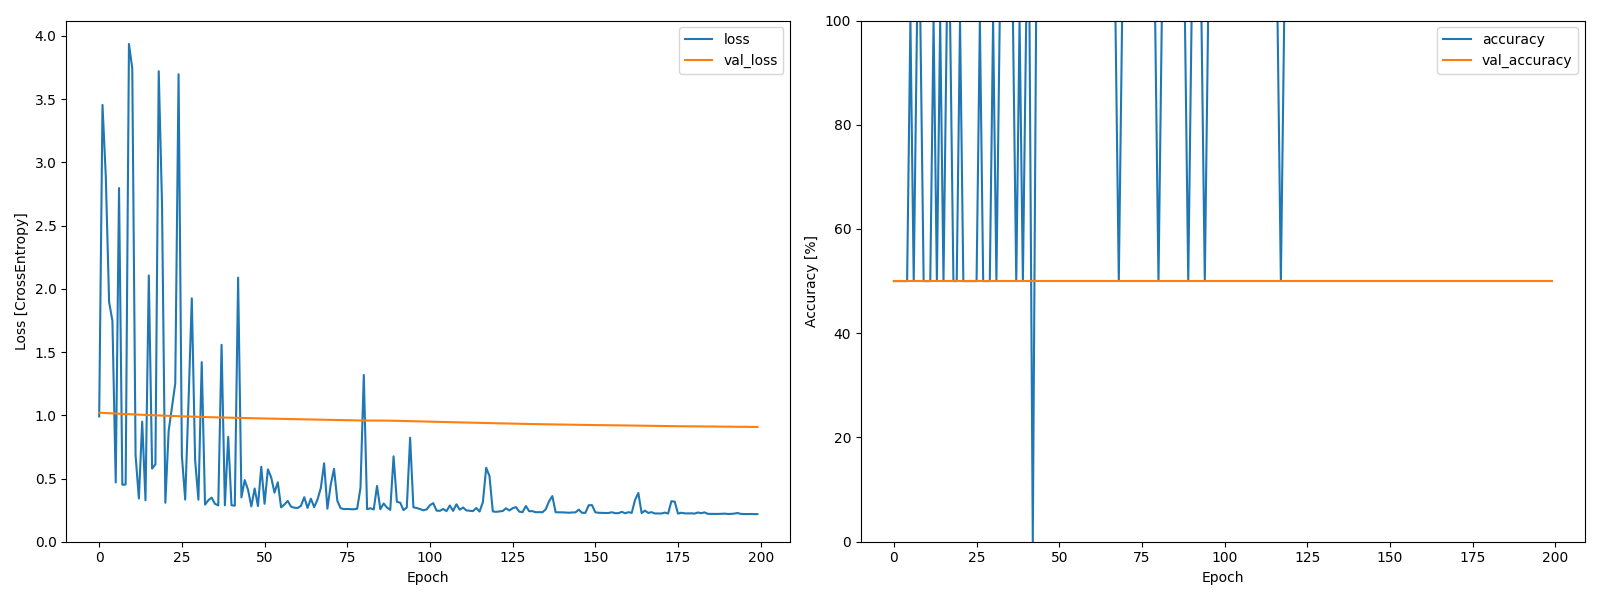 loss
val_loss
4.0
3.5
3.0
2.5
2.0
1.5
1.0
0.5
0.0
Loss [CrossEntropy]
0 25 50 75 100 125 150 175 200
Epoch
accuracy
val_accuracy
100
80
60
40
20
0
Accuracy [%]
0 25 50 75 100 125 150 175 200
Epoch